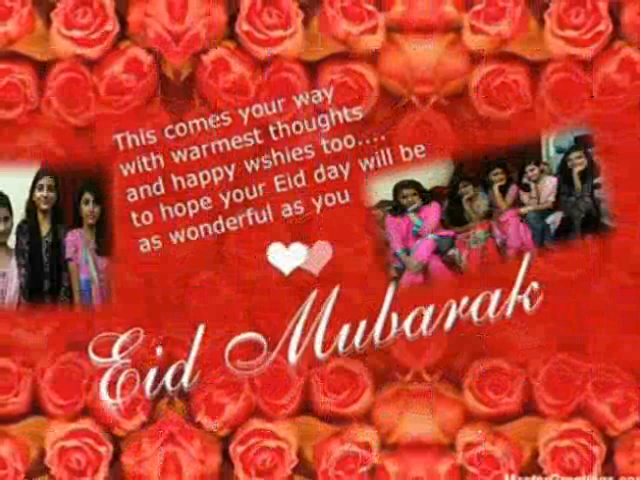 This comes your way
with warmest thoughts
and happy wshies too....
to hope your Eid day will be
as wonderful as you
Eid Mubarak